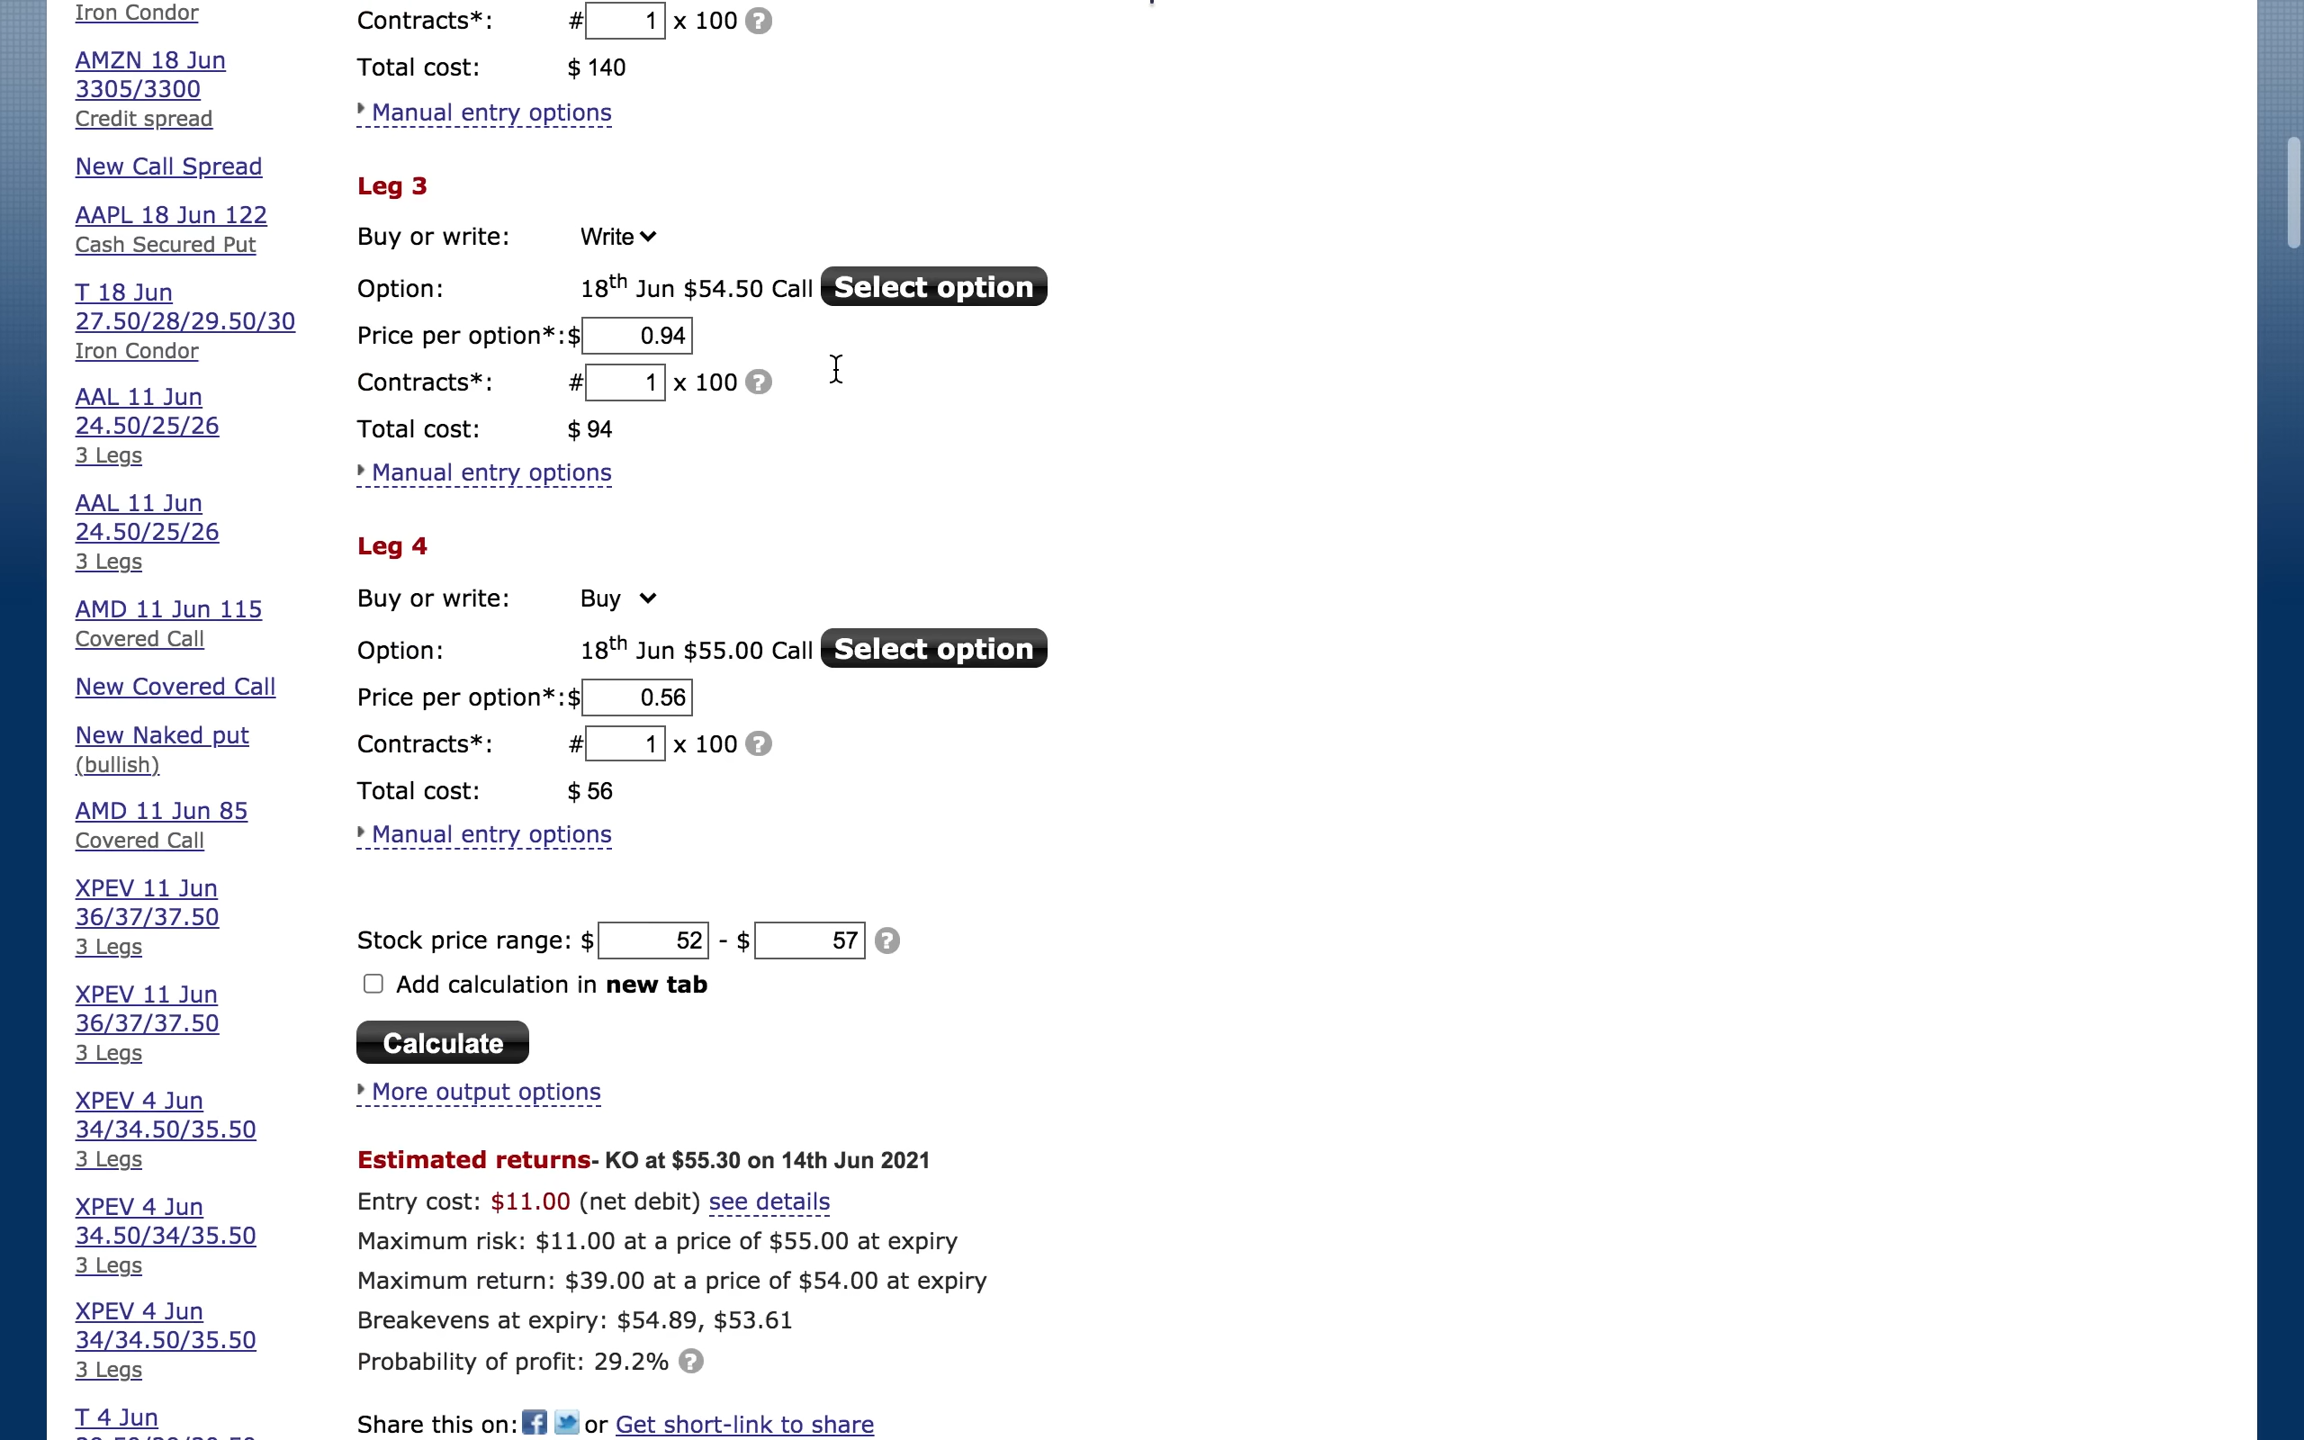 Iron Condor
AMZN 18 Jun
3305/3300
Credit spread
New Call Spread
AAPL 18 Jun 122
Cash Secured Put
T 18 Jun
27.50/28/29.50/30
Iron Condor
AAL 11 Jun
24.50/25/26
3 Legs
AAL 11 Jun
24.50/25/26
3 Legs
AMD 11 Jun 115
Covered Call
New Covered Call
New Naked put
(bullish)
AMD 11 Jun 85
Covered Call
XPEV 11 Jun
36/37/37.50
3 Legs
XPEV 11 Jun
36/37/37.50
3 Legs
XPEV 4 Jun
34/34.50/35.50
3 Legs
XPEV 4 Jun
34.50/34/35.50
3 Legs
XPEV 4 Jun
34/34.50/35.50
3 Legs
T 4 Jun
Contracts*: # 1 x 100 ?
Total cost: $ 140
Manual entry options
Leg 3
Buy or write: Write
Option: 18th Jun $54.50 Call Select option
Price per option*:$ 0.94
Contracts*: # 1 x 100 ?
Total cost: $ 94
Manual entry options
Leg 4
Buy or write: Buy
Option: 18th Jun $55.00 Call Select option
Price per option*:$ 0.56
Contracts*: # 1 x 100 ?
Total cost: $ 56
Manual entry options
Stock price range: $ 52 - $ 57 ?
Add calculation in new tab
Calculate
More output options
Estimated returns- KO at $55.30 on 14th Jun 2021
Entry cost: $11.00 (net debit) see details
Maximum risk: $11.00 at a price of $55.00 at expiry
Maximum return: $39.00 at a price of $54.00 at expiry
Breakevens at expiry: $54.89, $53.61
Probability of profit: 29.2% ?
Share this on: f or Get short-link to share